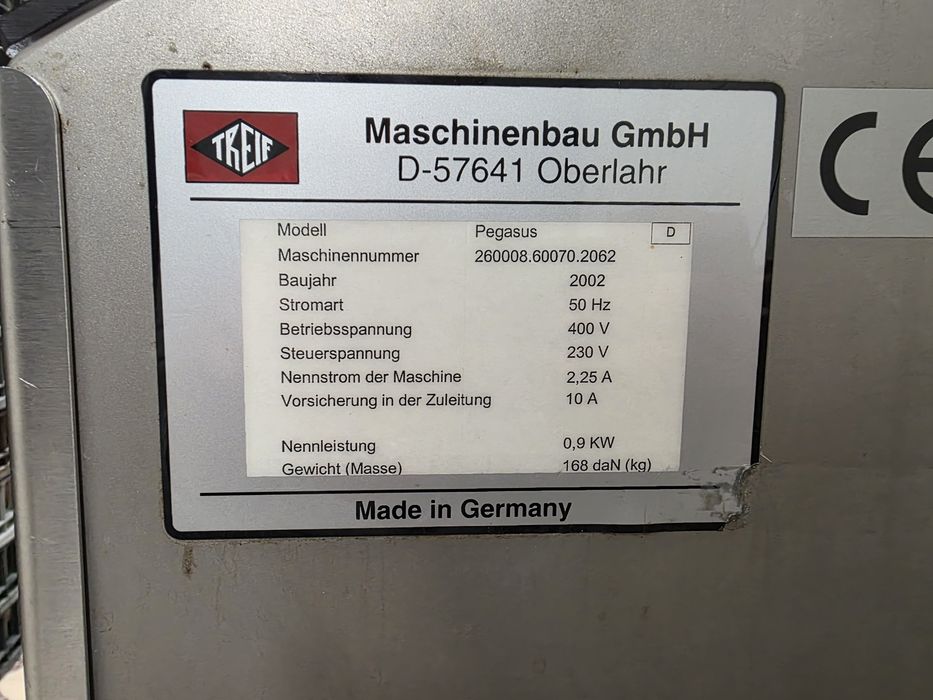 TREIF
Maschinenbau GmbH
D-57641 Oberlahr
Modell Pegasus D
Maschinennummer 260008.60070.2062
Baujahr 2002
Stromart 50 Hz
Betriebsspannung 400 V
Steuerspannung 230 V
Nennstrom der Maschine 2,25 A
Vorsicherung in der Zuleitung 10 A
Nennleistung 0,9 KW
Gewicht (Masse) 168 daN (kg)
Made in Germany
CE